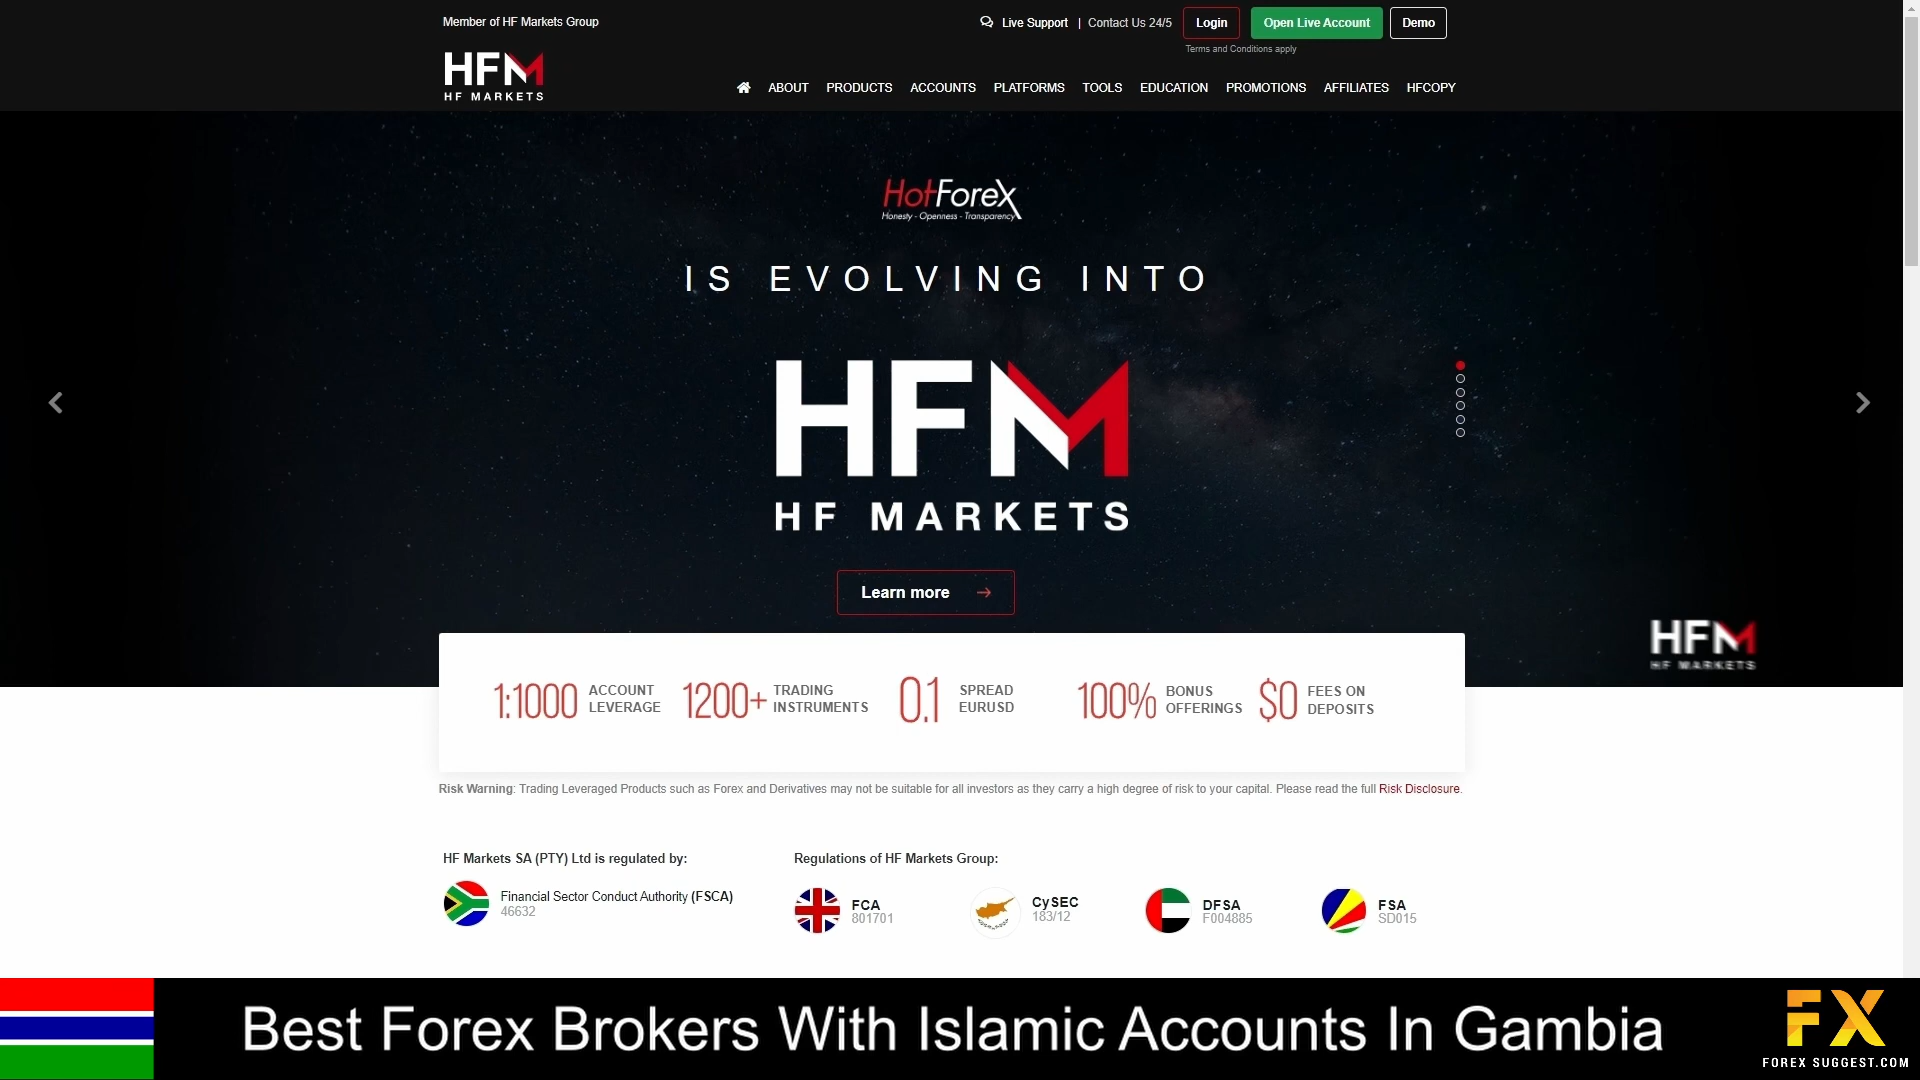 Member of HF Markets Group
Live Support | Contact Us 24/5 Login Open Live Account Demo
Terms and Conditions apply
HFM
HF MARKETS
ABOUT PRODUCTS ACCOUNTS PLATFORMS TOOLS EDUCATION PROMOTIONS AFFILIATES HFCOPY
HotForex
Honesty - Openness - Transparency
IS EVOLVING INTO
HFM
HF MARKETS
Learn more →
HFM
HF MARKETS
1:1000 ACCOUNT LEVERAGE
1200+ TRADING INSTRUMENTS
0.1 SPREAD EURUSD
100% BONUS OFFERINGS
$0 FEES ON DEPOSITS
Risk Warning: Trading Leveraged Products such as Forex and Derivatives may not be suitable for all investors as they carry a high degree of risk to your capital. Please read the full Risk Disclosure.
HF Markets SA (PTY) Ltd is regulated by:
Financial Sector Conduct Authority (FSCA)
46632
Regulations of HF Markets Group:
FCA
801701
CySEC
183/12
DFSA
F004885
FSA
SD015
Best Forex Brokers With Islamic Accounts In Gambia
FX
FOREX SUGGEST.COM